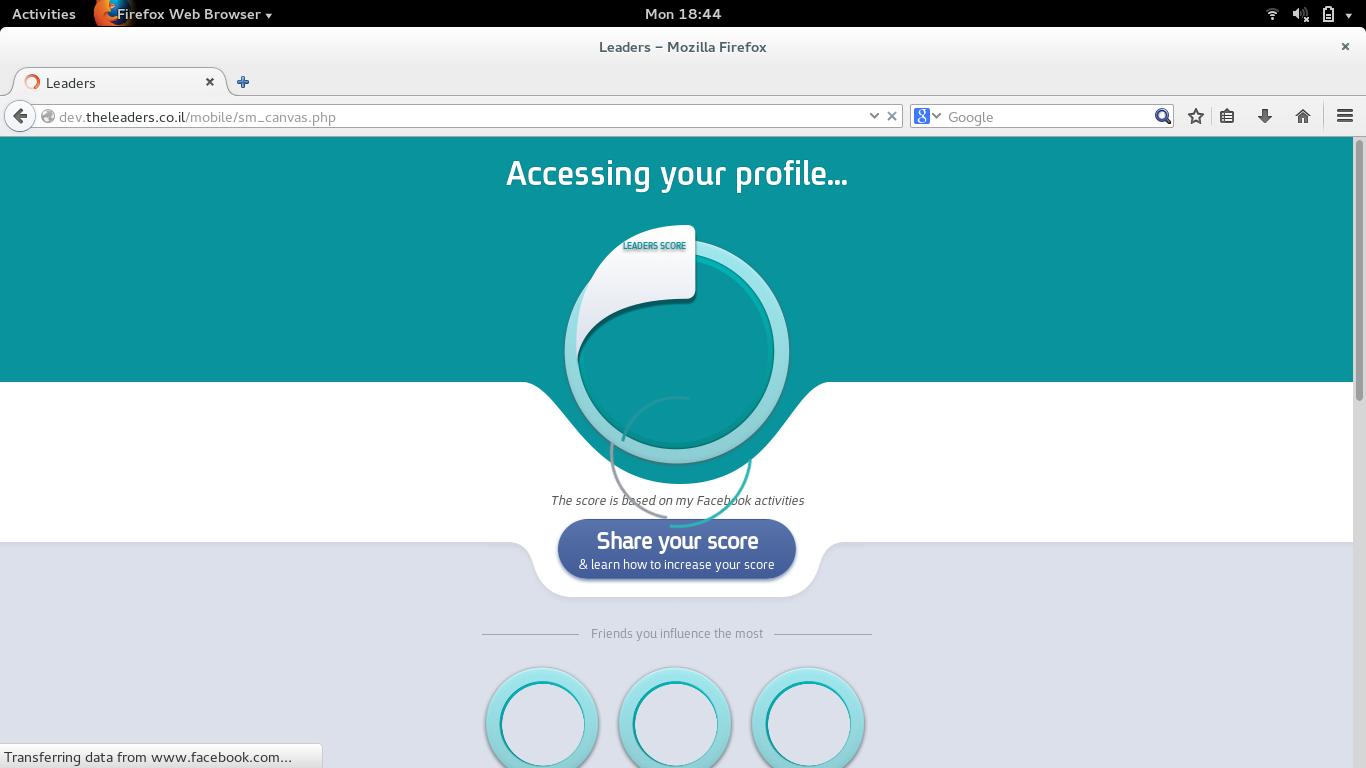 Activities
Firefox Web Browser
Mon 18:44
Leaders – Mozilla Firefox
Leaders
dev.theleaders.co.il/mobile/sm_canvas.php
Google
Accessing your profile...
LEADERS SCORE
The score is based on my Facebook activities
Share your score
& learn how to increase your score
Friends you influence the most
Transferring data from www.facebook.com...